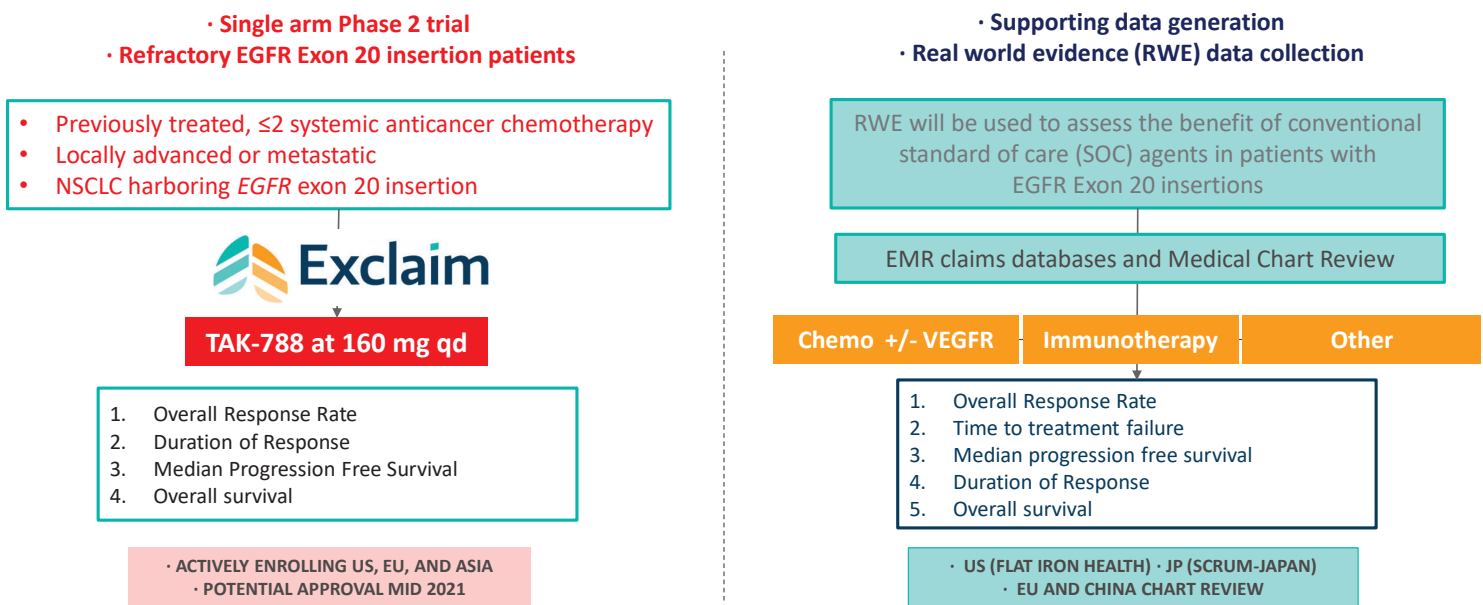 · Single arm Phase 2 trial
· Refractory EGFR Exon 20 insertion patients
• Previously treated, ≤2 systemic anticancer chemotherapy
• Locally advanced or metastatic
• NSCLC harboring EGFR exon 20 insertion
Exclaim
TAK-788 at 160 mg qd
1. Overall Response Rate
2. Duration of Response
3. Median Progression Free Survival
4. Overall survival
· ACTIVELY ENROLLING US, EU, AND ASIA
· POTENTIAL APPROVAL MID 2021
· Supporting data generation
· Real world evidence (RWE) data collection
RWE will be used to assess the benefit of conventional
standard of care (SOC) agents in patients with
EGFR Exon 20 insertions
EMR claims databases and Medical Chart Review
Chemo +/- VEGFR
Immunotherapy
Other
1. Overall Response Rate
2. Time to treatment failure
3. Median progression free survival
4. Duration of Response
5. Overall survival
· US (FLAT IRON HEALTH) · JP (SCRUM-JAPAN)
· EU AND CHINA CHART REVIEW